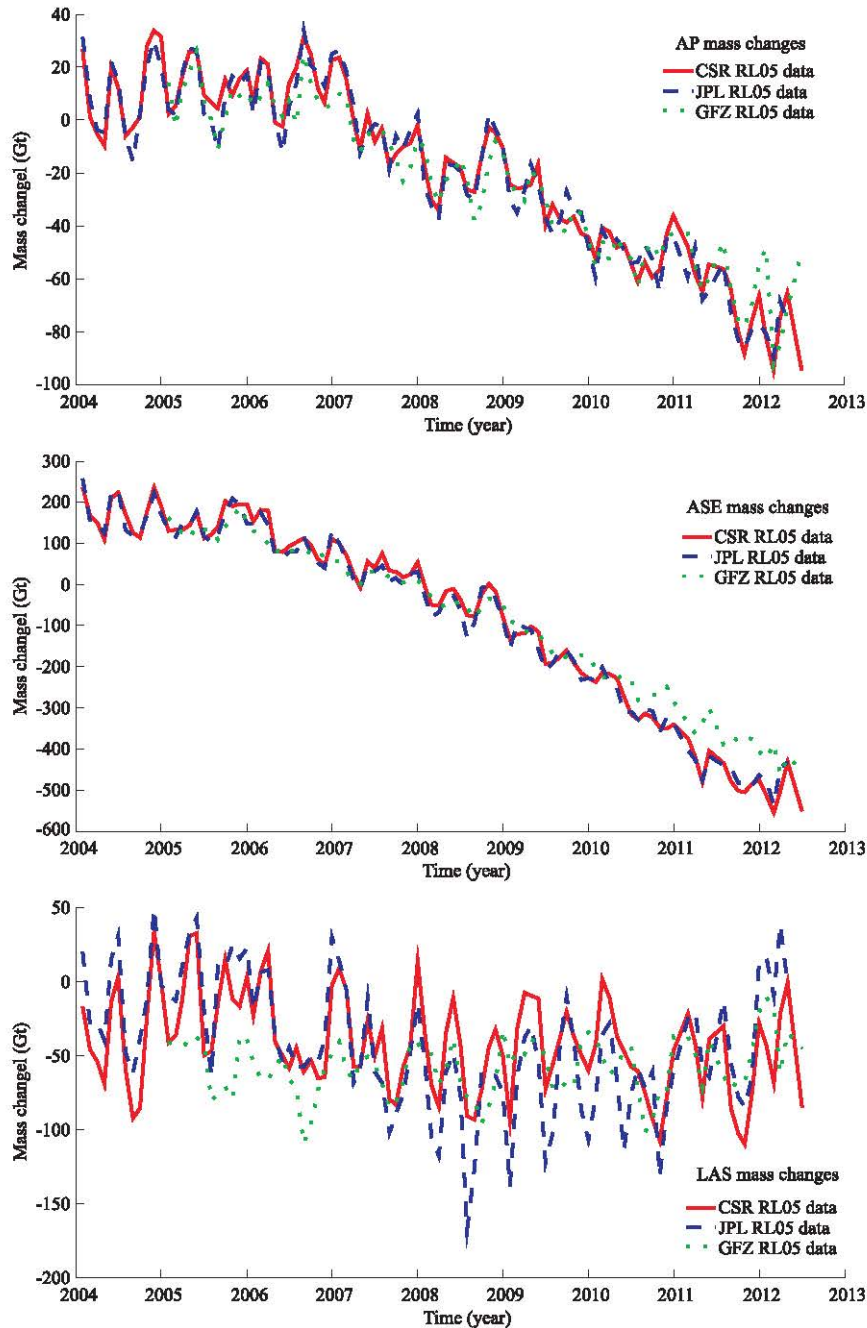 AP mass changes
CSR RL05 data
JPL RL05 data
GFZ RL05 data
Mass changel (Gt)
40
20
0
-20
-40
-60
-80
-100
2004 2005 2006 2007 2008 2009 2010 2011 2012 2013
Time (year)
ASE mass changes
CSR RL05 data
JPL RL05 data
GFZ RL05 data
Mass changel (Gt)
300
200
100
0
-100
-200
-300
-400
-500
-600
2004 2005 2006 2007 2008 2009 2010 2011 2012 2013
Time (year)
Mass changel (Gt)
50
0
-50
-100
-150
-200
LAS mass changes
CSR RL05 data
JPL RL05 data
GFZ RL05 data
2004 2005 2006 2007 2008 2009 2010 2011 2012 2013
Time (year)